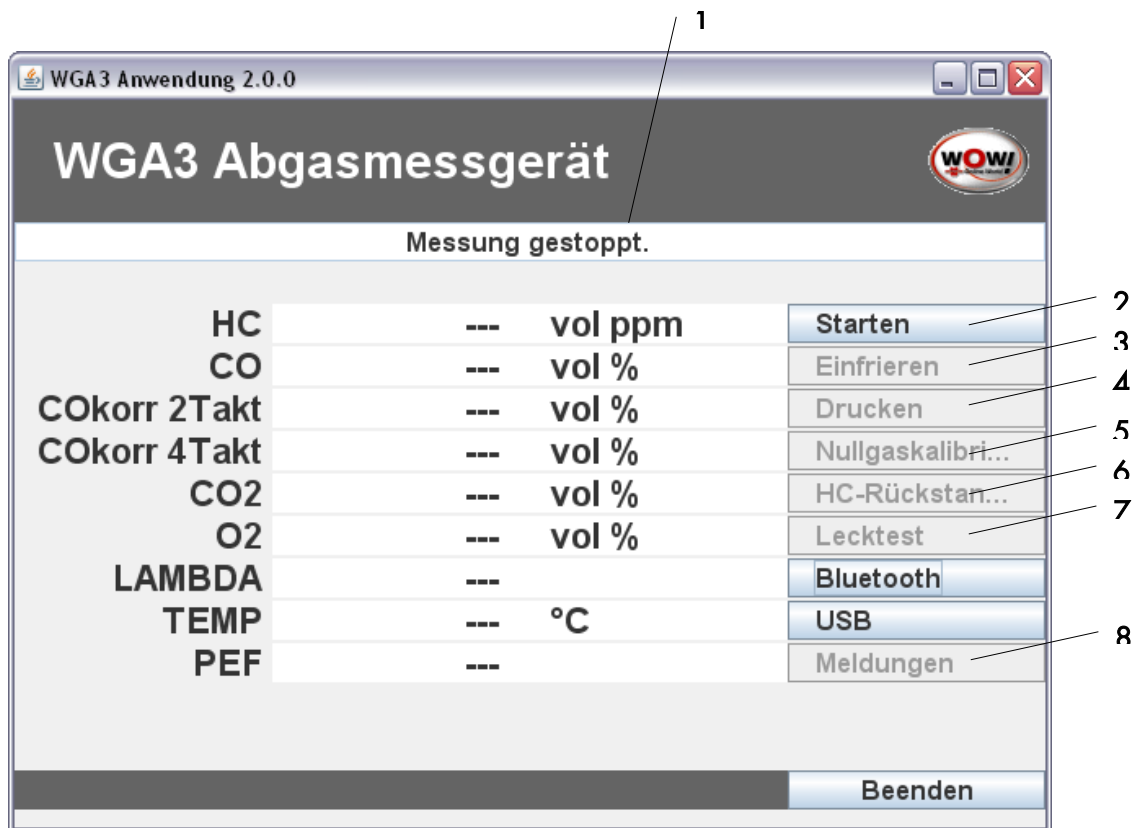 1
WGA3 Anwendung 2.0.0
WGA3 Abgasmessgerät
WOW!
Messung gestoppt.
HC --- vol ppm Starten 2
CO --- vol % Einfrieren 3
COkorr 2Takt --- vol % Drucken 4
COkorr 4Takt --- vol % Nullgaskalibri... 5
CO2 --- vol % HC-Rückstan... 6
O2 --- vol % Lecktest 7
LAMBDA --- Bluetooth
TEMP --- °C USB
PEF --- Meldungen 8
Beenden